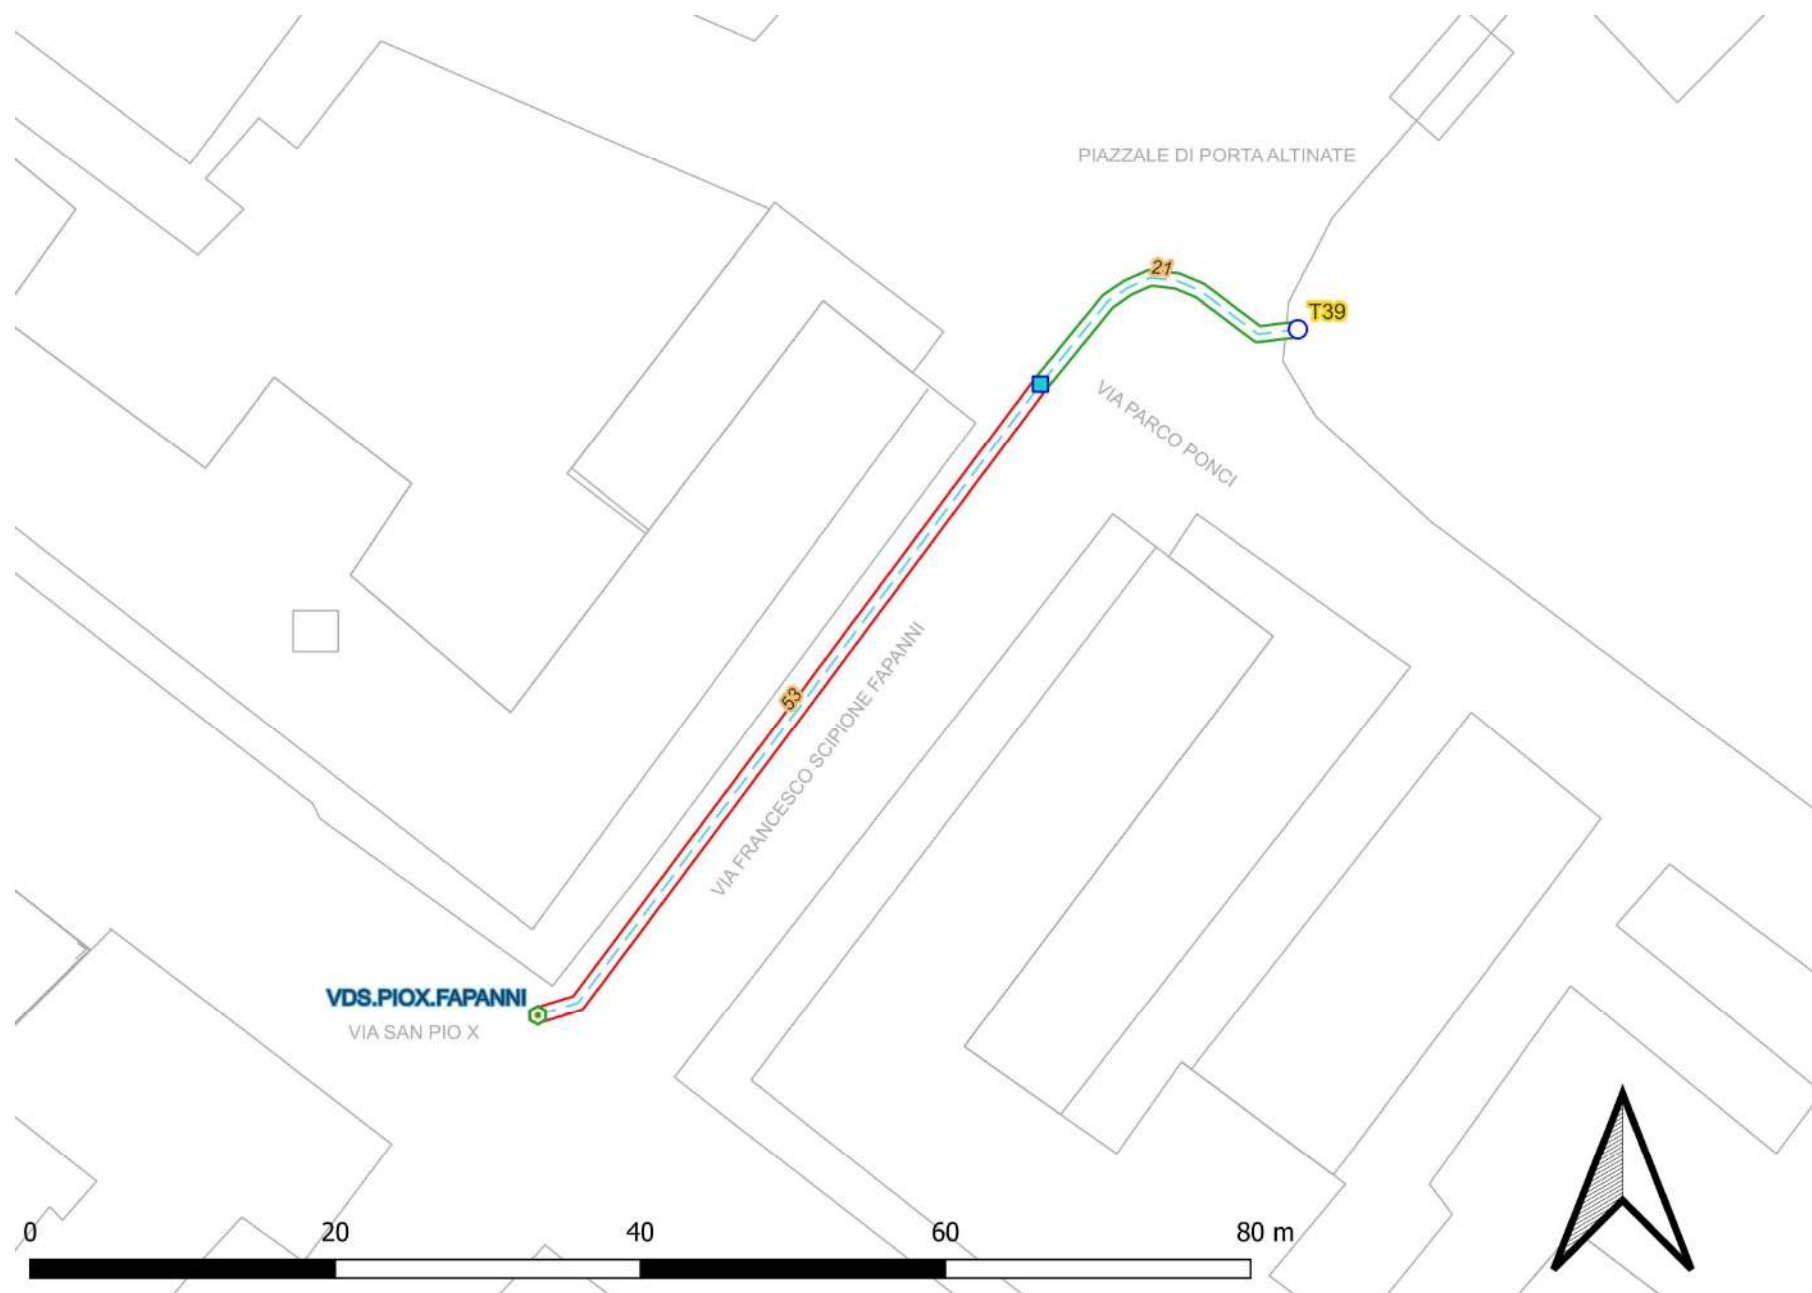 PIAZZALE DI PORTA ALTINATE
21
T39
VIA PARCO PONCI
53
VIA FRANCESCO SCIPIONE FAPANNI
VDS.PIOX.FAPANNI
VIA SAN PIO X
0 20 40 60 80 m